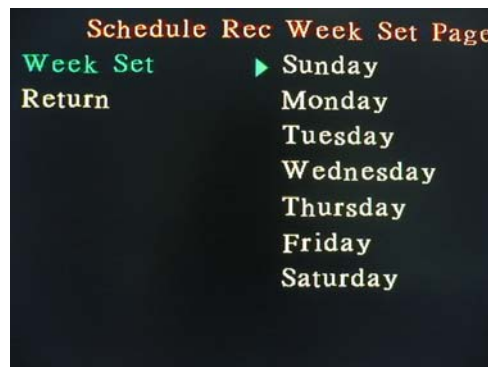 Schedule Rec Week Set Page
Week Set ▶ Sunday
Return Monday
Tuesday
Wednesday
Thursday
Friday
Saturday